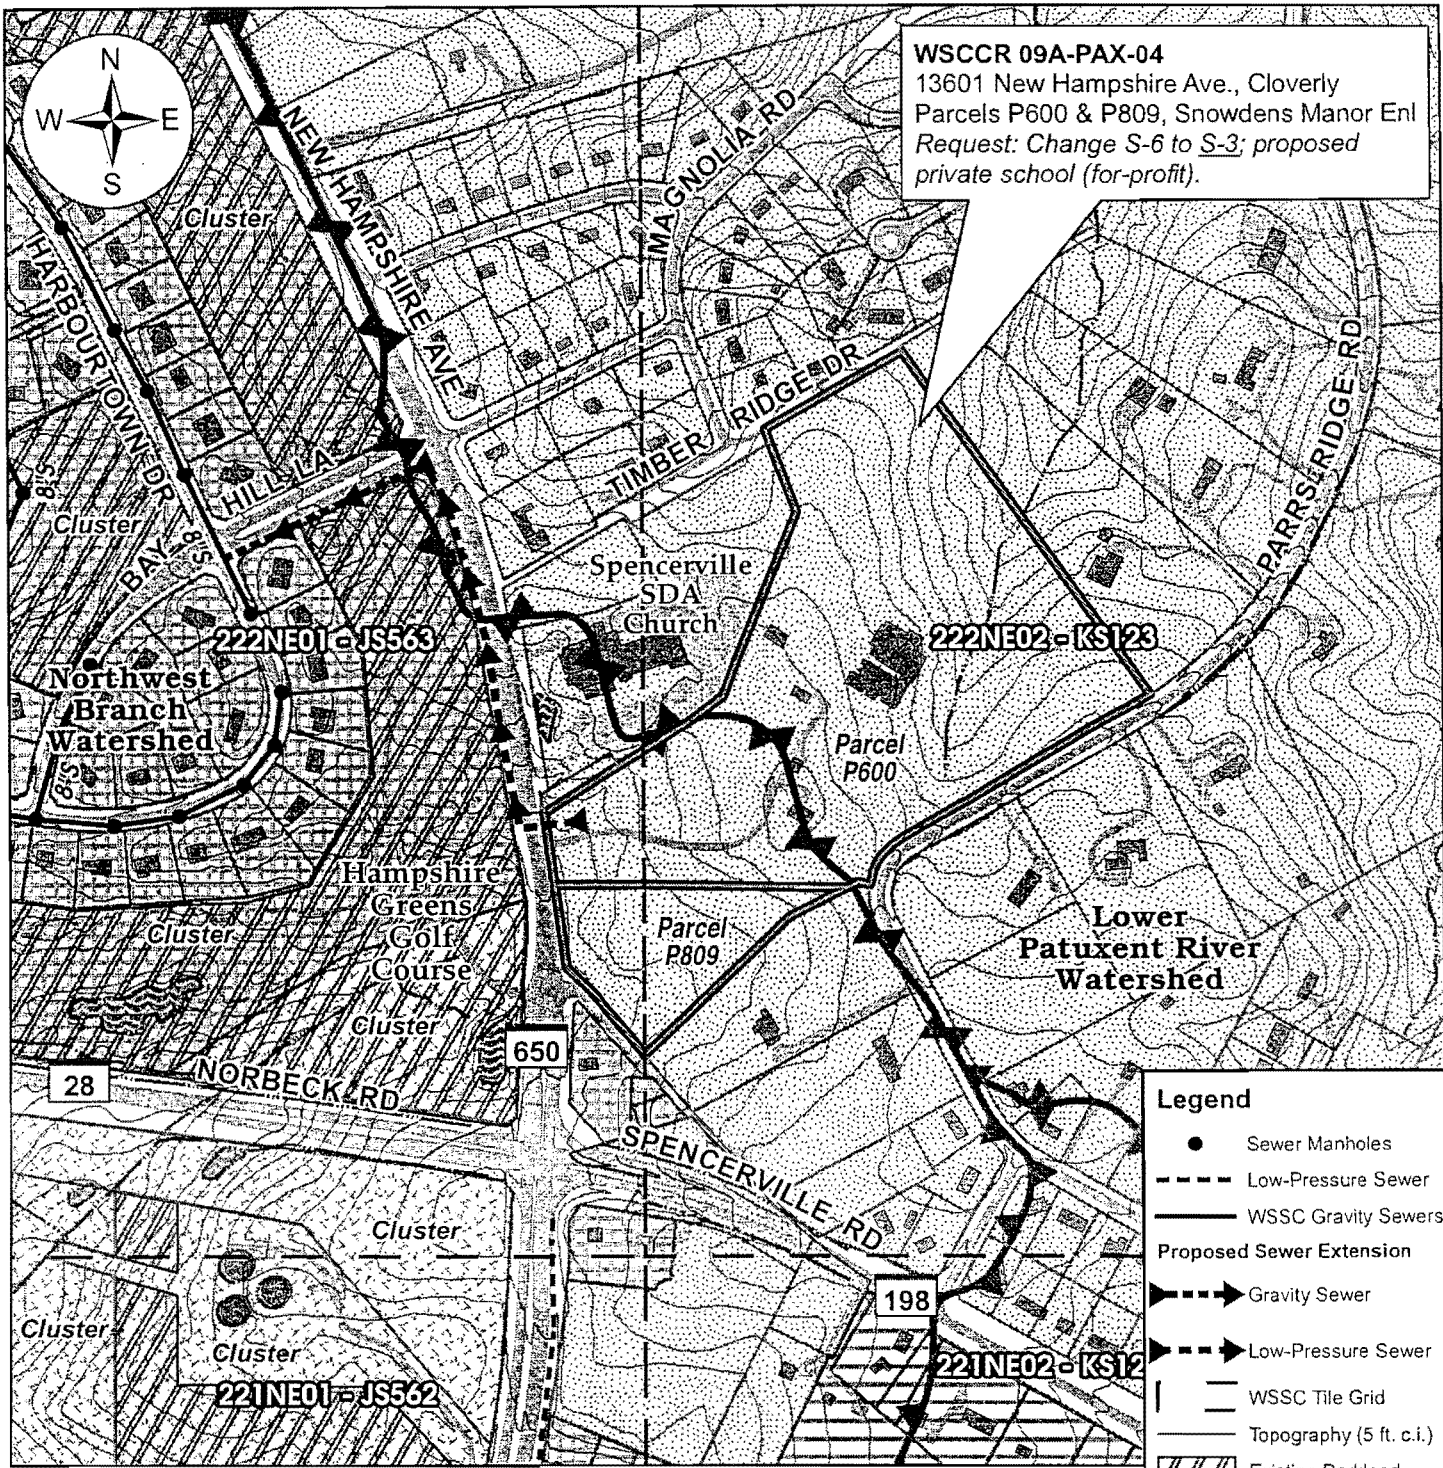 WSCCR 09A-PAX-04
13601 New Hampshire Ave., Cloverly
Parcels P600 & P809, Snowdens Manor Enl
Request: Change S-6 to S-3; proposed
private school (for-profit).
N
W E
S
NEW HAMPSHIRE AVE
MAGNOLIA RD
Cluster
HARBOUR TOWN DR
TIMBER RIDGE DR
PARRS RIDGE RD
8"S
HILL LA
Cluster
BAY
8"S
Spencerville
SDA
Church
222NE01 - JS563
222NE02 - KS123
Northwest
Branch
Watershed
8"S
Parcel
P600
Hampshire
Greens
Golf
Course
Cluster
Parcel
P809
Lower
Patuxent River
Watershed
Cluster
650
28
NORBECK RD
SPENCERVILLE RD
Cluster
198
Cluster
Cluster
221NE01 - JS562
221NE02 - KS12
Legend
Sewer Manholes
Low-Pressure Sewer
WSSC Gravity Sewers
Proposed Sewer Extension
Gravity Sewer
Low-Pressure Sewer
WSSC Tile Grid
Topography (5 ft. c.i.)